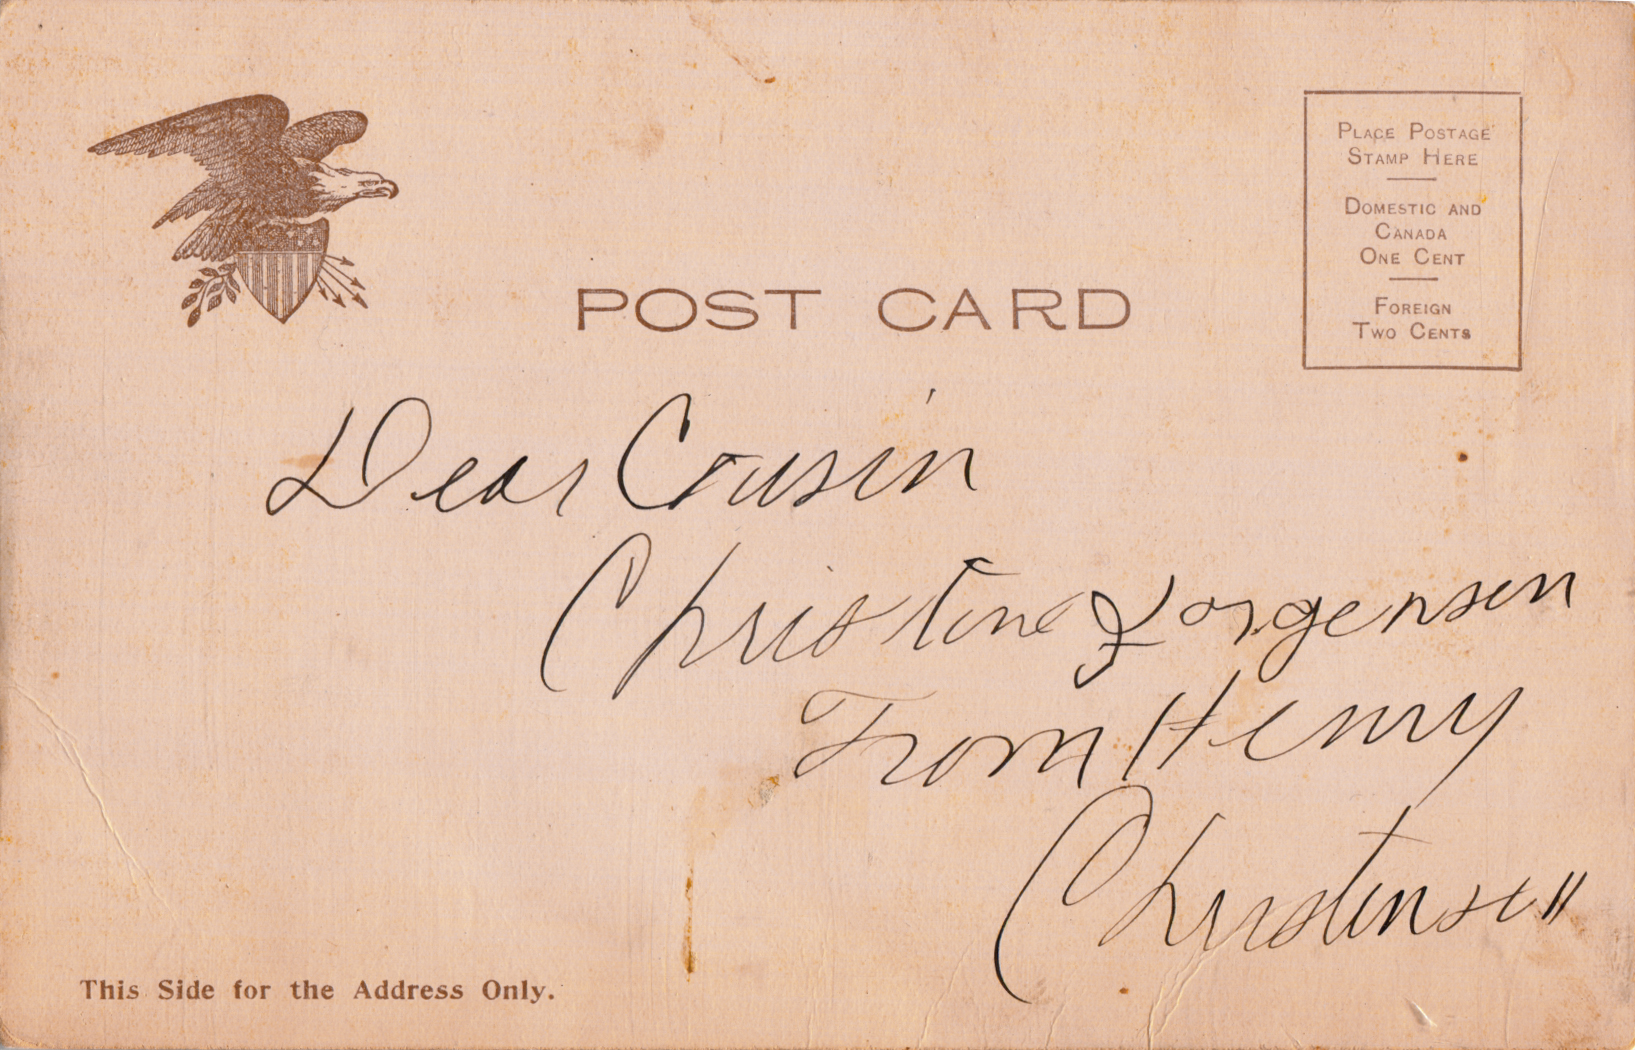 PLACE POSTAGE
STAMP HERE
DOMESTIC AND
CANADA
ONE CENT
FOREIGN
TWO CENTS
POST CARD
Dear Cousin
Christine Jorgensen
From Henry
Christensen
This Side for the Address Only.